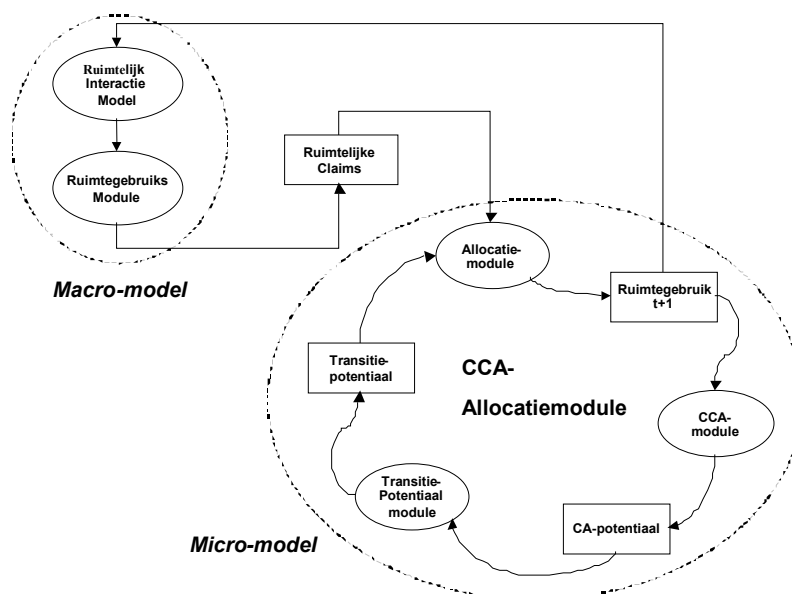 Ruimtelijk
Interactie
Model
Ruimtegebruiks
Module
Macro-model
Ruimtelijke
Claims
Allocatie-
module
Ruimtegebruik
t+1
CCA-
Allocatiemodule
Transitie-
potentiaal
CCA-
module
Transitie-
Potentiaal
module
CA-potentiaal
Micro-model